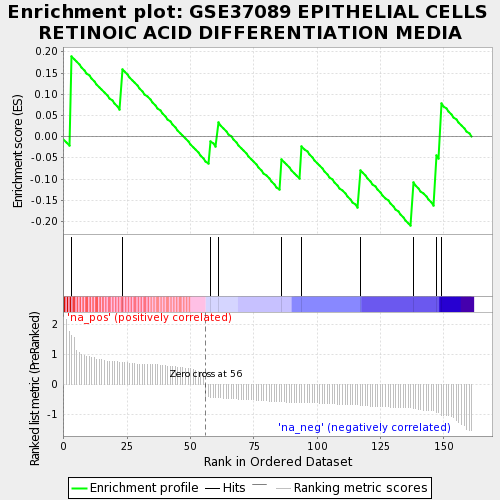 Enrichment plot: GSE37089 EPITHELIAL CELLS
RETINOIC ACID DIFFERENTIATION MEDIA
Enrichment score (ES)
0.20
0.15
0.10
0.05
0.00
-0.05
-0.10
-0.15
-0.20
'na_pos' (positively correlated)
Ranked list metric (PreRanked)
2
1
0
-1
Zero cross at 56
'na_neg' (negatively correlated)
0
25
50
75
100
125
150
Rank in Ordered Dataset
Enrichment profile
Hits
Ranking metric scores